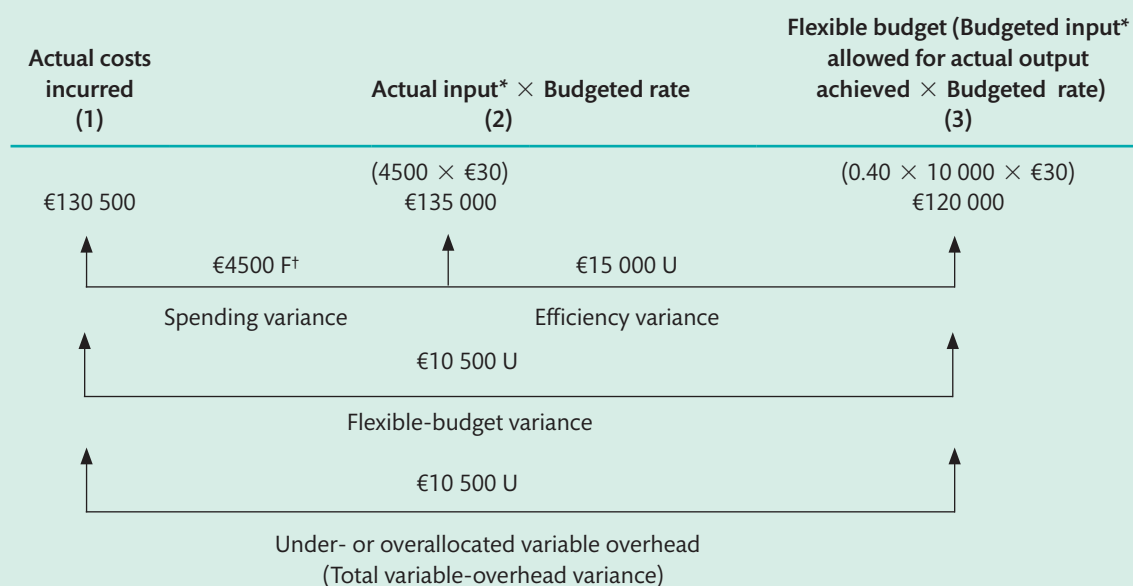 Actual costs
incurred
(1)
Actual input* × Budgeted rate
(2)
Flexible budget (Budgeted input*
allowed for actual output
achieved × Budgeted rate)
(3)
(4500 × €30)
(0.40 × 10 000 × €30)
€130 500
€135 000
€120 000
€4500 F†
€15 000 U
Spending variance
Efficiency variance
€10 500 U
Flexible-budget variance
€10 500 U
Under- or overallocated variable overhead
(Total variable-overhead variance)